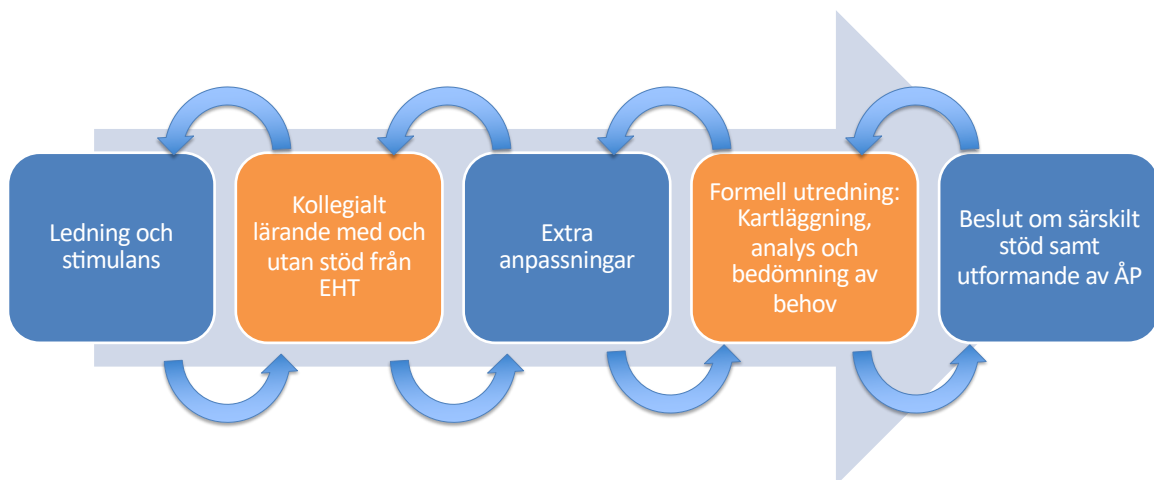 Ledning och
stimulans
Kollegialt
lärande med och
utan stöd från
EHT
Extra
anpassningar
Formell utredning:
Kartläggning,
analys och
bedömning av
behov
Beslut om särskilt
stöd samt
utformande av ÅP